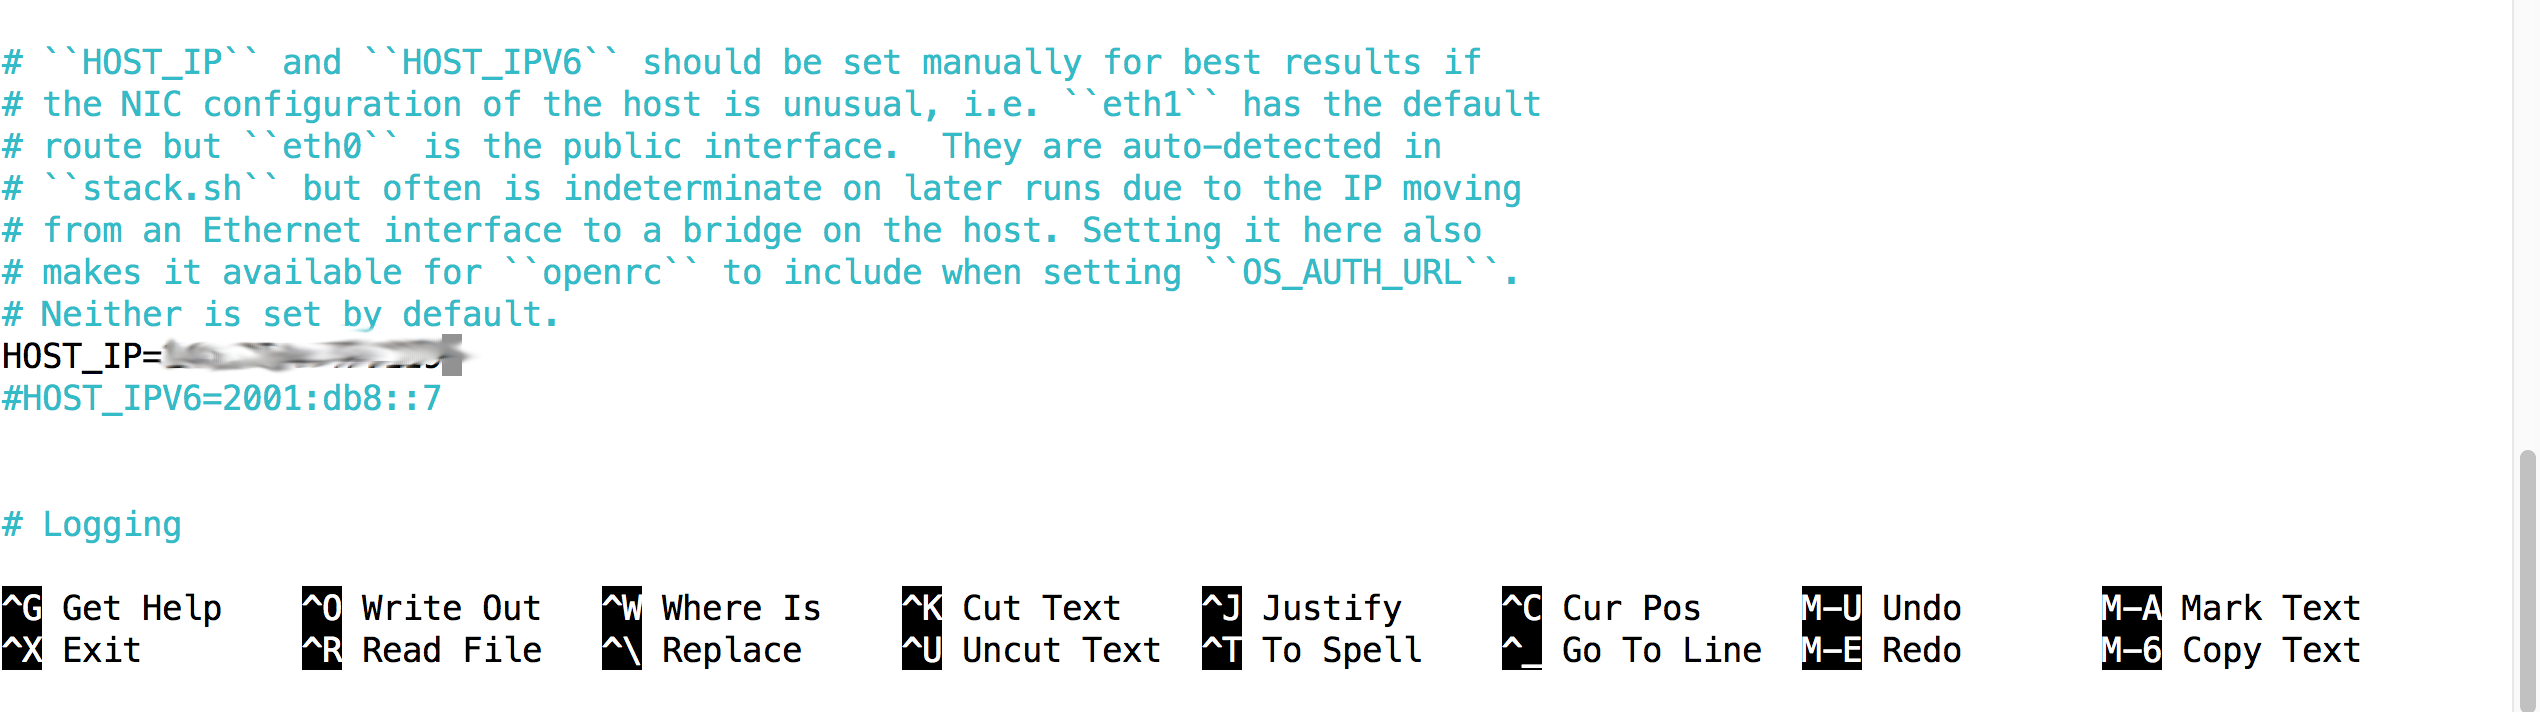 # ``HOST_IP`` and ``HOST_IPV6`` should be set manually for best results if
# the NIC configuration of the host is unusual, i.e. ``eth1`` has the default
# route but ``eth0`` is the public interface.  They are auto-detected in
# ``stack.sh`` but often is indeterminate on later runs due to the IP moving
# from an Ethernet interface to a bridge on the host. Setting it here also
# makes it available for ``openrc`` to include when setting ``OS_AUTH_URL``.
# Neither is set by default.
HOST_IP=
#HOST_IPV6=2001:db8::7
# Logging
^G Get Help ^O Write Out ^W Where Is ^K Cut Text ^J Justify ^C Cur Pos M-U Undo M-A Mark Text
^X Exit ^R Read File ^\ Replace ^U Uncut Text ^T To Spell ^_ Go To Line M-E Redo M-6 Copy Text